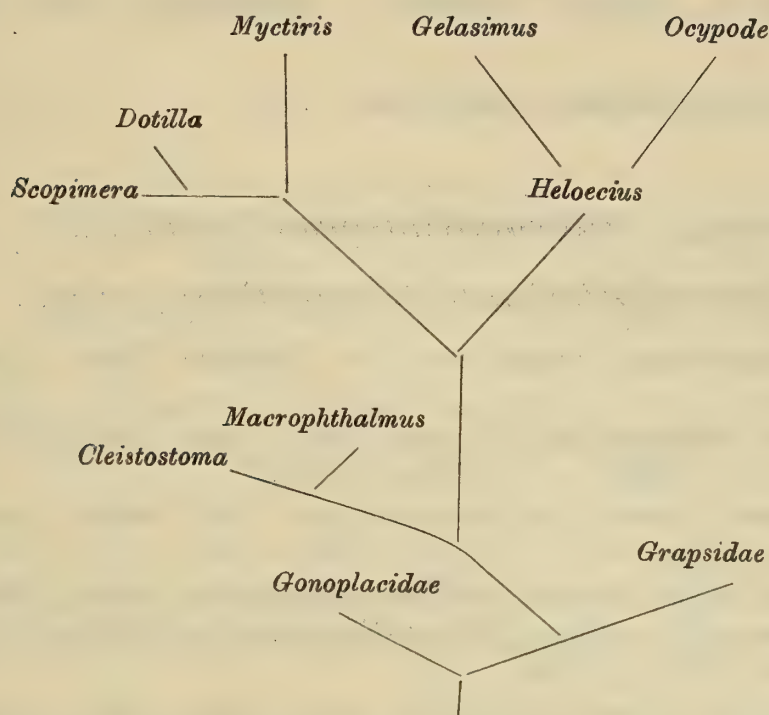 Myctiris Gelasimus Ocypode
Dotilla
Scopimera Heloecius
Macrophthalmus
Cleistostoma
Grapsidae
Gonoplacidae